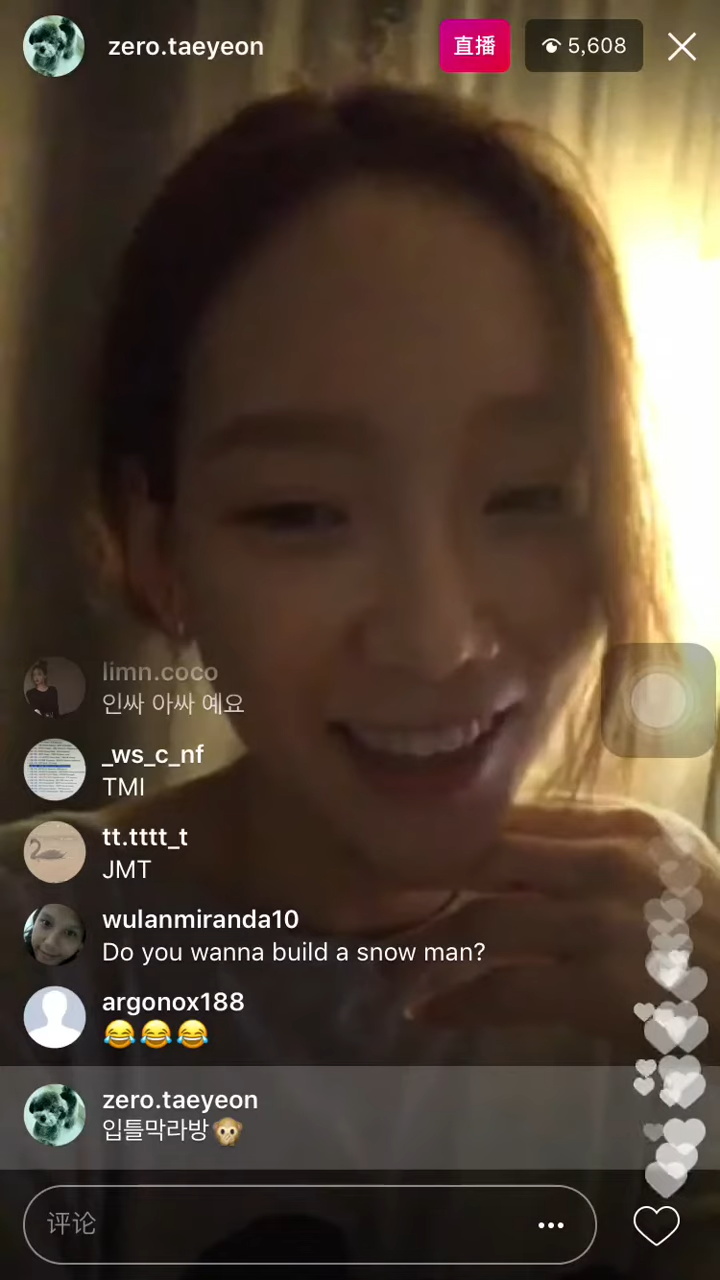 zero.taeyeon
直播
5,608
limn.coco
인싸 아싸 예요
_ws_c_nf
TMI
tt.tttt_t
JMT
wulanmiranda10
Do you wanna build a snow man?
argonox188
😂😂😂
zero.taeyeon
입틀막라방🙊
评论